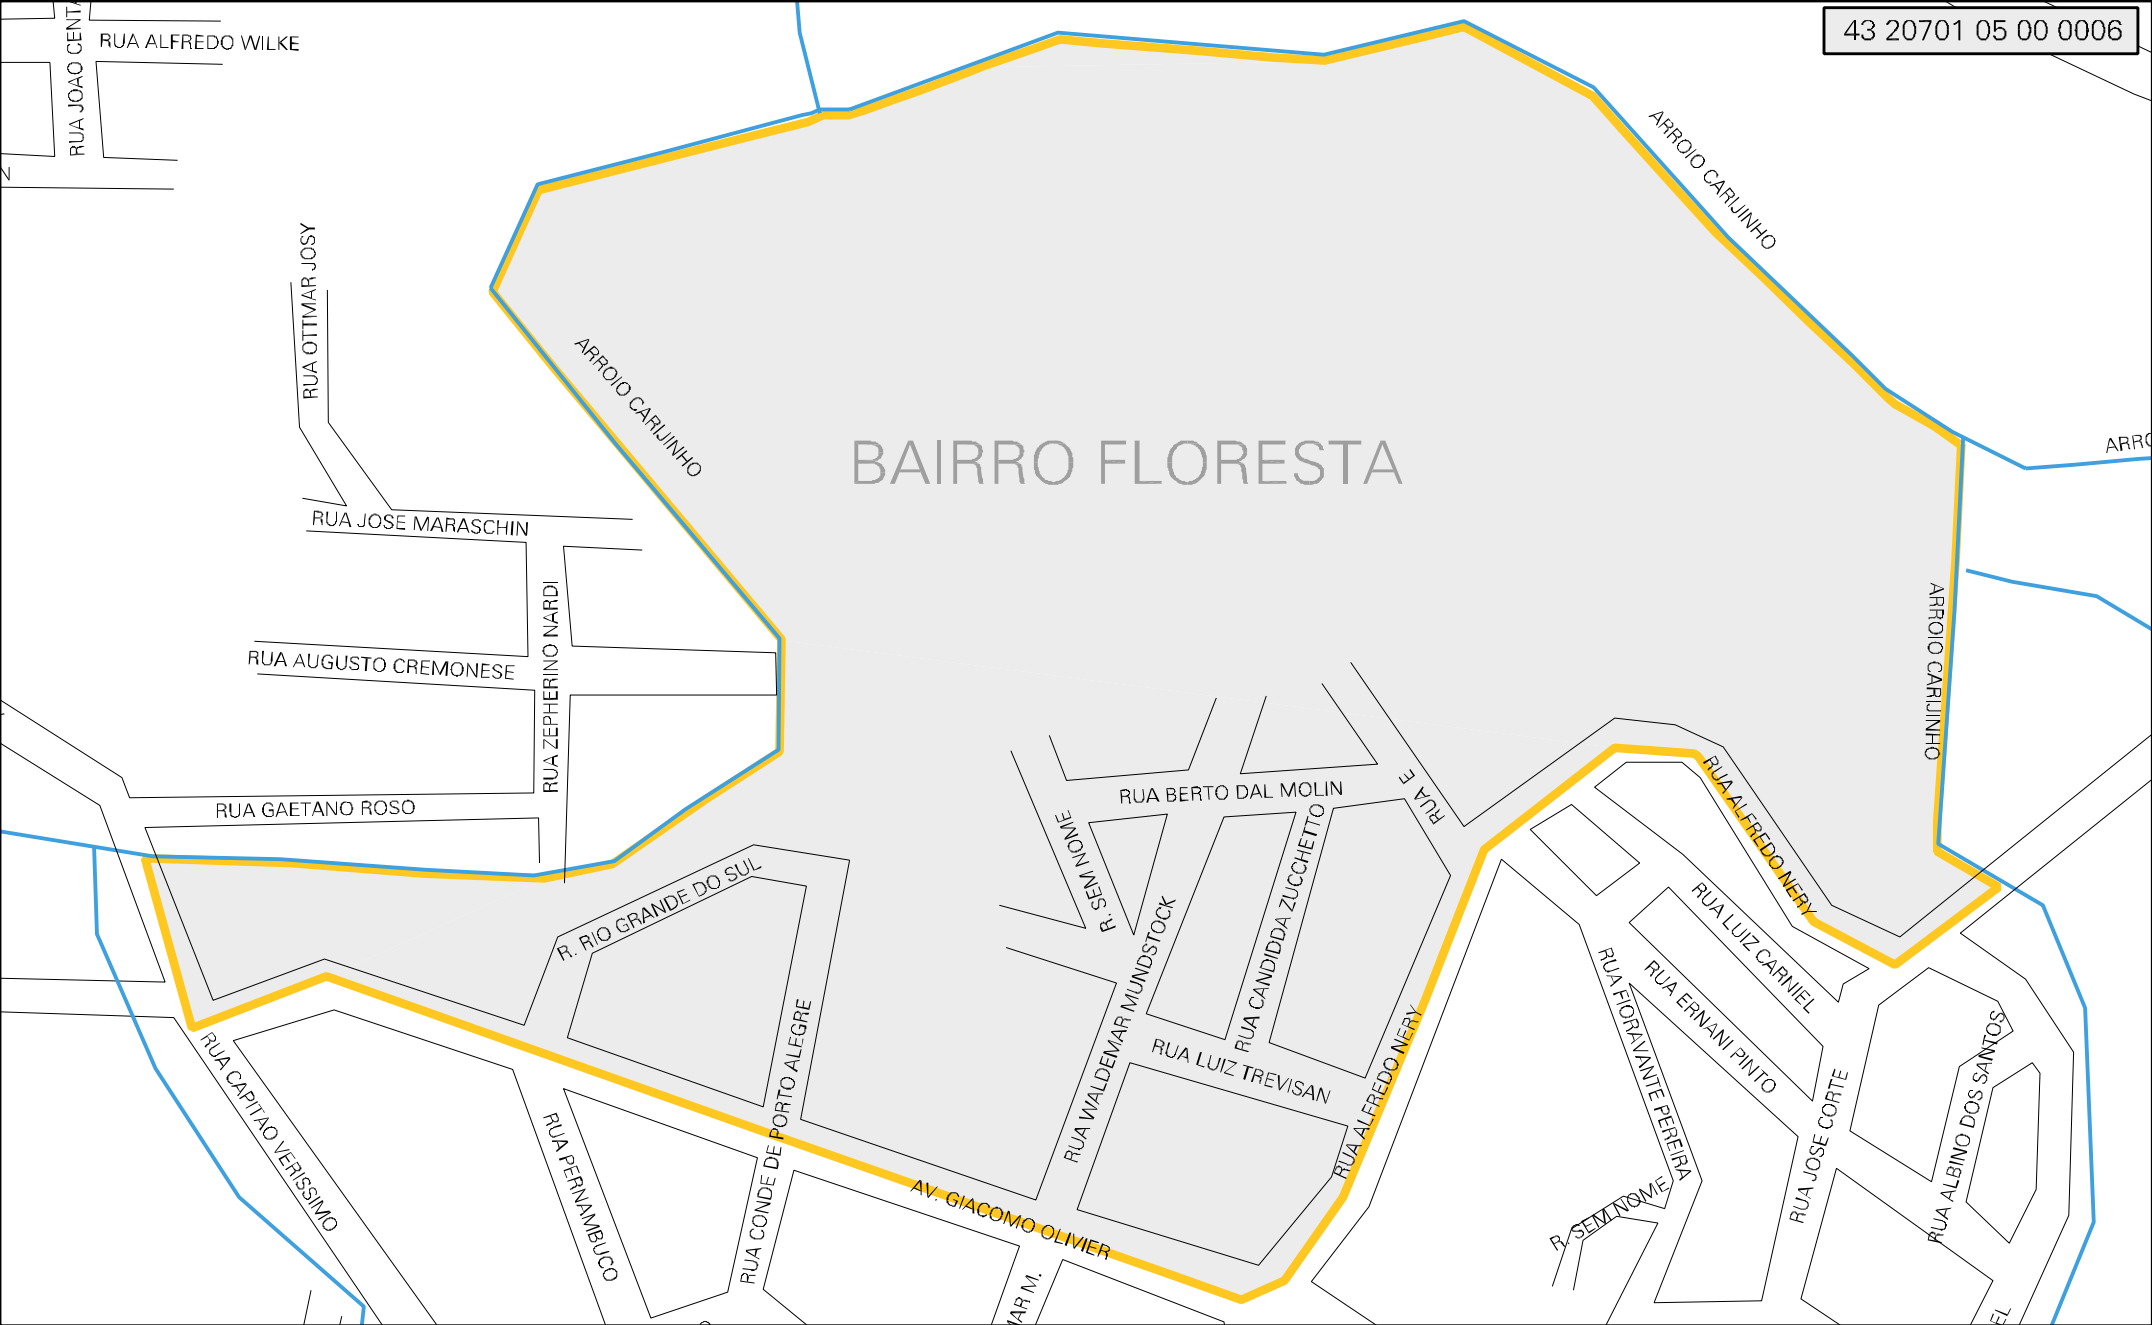 43 20701 05 00 0006
RUA ALFREDO WILKE
RUA JOAO CENTA
N
ARROIO CARIJINHO
RUA OTTMAR JOSY
ARROIO CARIJINHO
BAIRRO FLORESTA
ARRO
RUA JOSE MARASCHIN
RUA ZEPHERINO NARDI
ARROIO CARIJINHO
RUA AUGUSTO CREMONESE
RUA GAETANO ROSO
RUA BERTO DAL MOLIN
RUA E
R. SEM NOME
RUA CANDIDDA ZUCCHETTO
RUA ALFREDO NERY
R. RIO GRANDE DO SUL
RUA WALDEMAR MUNDSTOCK
RUA LUIZ CARNIEL
RUA FIORAVANTE PEREIRA
RUA ERNANI PINTO
RUA CONDE DE PORTO ALEGRE
RUA LUIZ TREVISAN
RUA ALFREDO NERY
RUA CAPITAO VERISSIMO
RUA PERNAMBUCO
RUA JOSE CORTE
RUA ALBINO DOS SANTOS
AV. GIACOMO OLIVIER
R. SEM NOME
MAR M.
EL